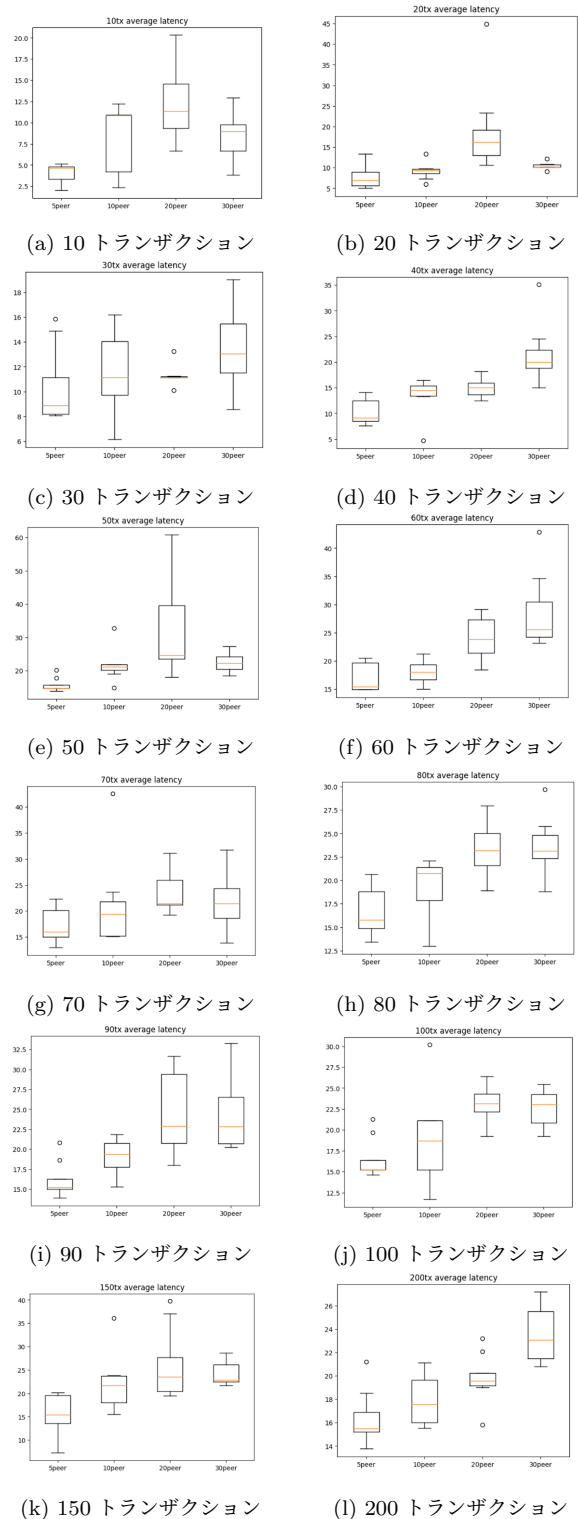 10tx average latency
20.0
17.5
15.0
12.5
10.0
7.5
5.0
2.5
5peer 10peer 20peer 30peer
(a) 10 トランザクション
20tx average latency
45
40
35
30
25
20
15
10
5
5peer 10peer 20peer 30peer
(b) 20 トランザクション
30tx average latency
18
16
14
12
10
8
6
5peer 10peer 20peer 30peer
(c) 30 トランザクション
40tx average latency
35
30
25
20
15
10
5
5peer 10peer 20peer 30peer
(d) 40 トランザクション
50tx average latency
60
50
40
30
20
5peer 10peer 20peer 30peer
(e) 50 トランザクション
60tx average latency
40
35
30
25
20
15
5peer 10peer 20peer 30peer
(f) 60 トランザクション
70tx average latency
40
35
30
25
20
15
5peer 10peer 20peer 30peer
(g) 70 トランザクション
80tx average latency
30.0
27.5
25.0
22.5
20.0
17.5
15.0
12.5
5peer 10peer 20peer 30peer
(h) 80 トランザクション
90tx average latency
32.5
30.0
27.5
25.0
22.5
20.0
17.5
15.0
5peer 10peer 20peer 30peer
(i) 90 トランザクション
100tx average latency
30.0
27.5
25.0
22.5
20.0
17.5
15.0
12.5
5peer 10peer 20peer 30peer
(j) 100 トランザクション
150tx average latency
40
35
30
25
20
15
10
5peer 10peer 20peer 30peer
(k) 150 トランザクション
200tx average latency
26
24
22
20
18
16
14
5peer 10peer 20peer 30peer
(l) 200 トランザクション